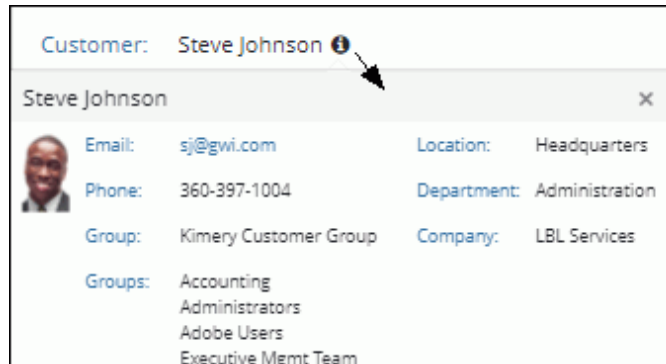 Customer: Steve Johnson
Steve Johnson ×
Email: sj@gwi.com Location: Headquarters
Phone: 360-397-1004 Department: Administration
Group: Kimery Customer Group Company: LBL Services
Groups: Accounting
Administrators
Adobe Users
Executive Mgmt Team